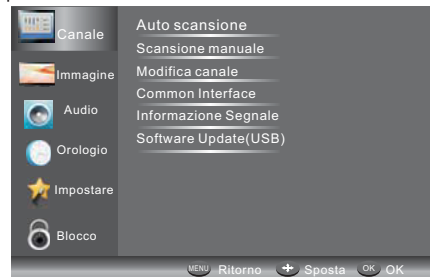 Canale
Immagine
Audio
Orologio
Impostare
Blocco
Auto scansione
Scansione manuale
Modifica canale
Common Interface
Informazione Segnale
Software Update(USB)
MENU Ritorno Sposta OK OK